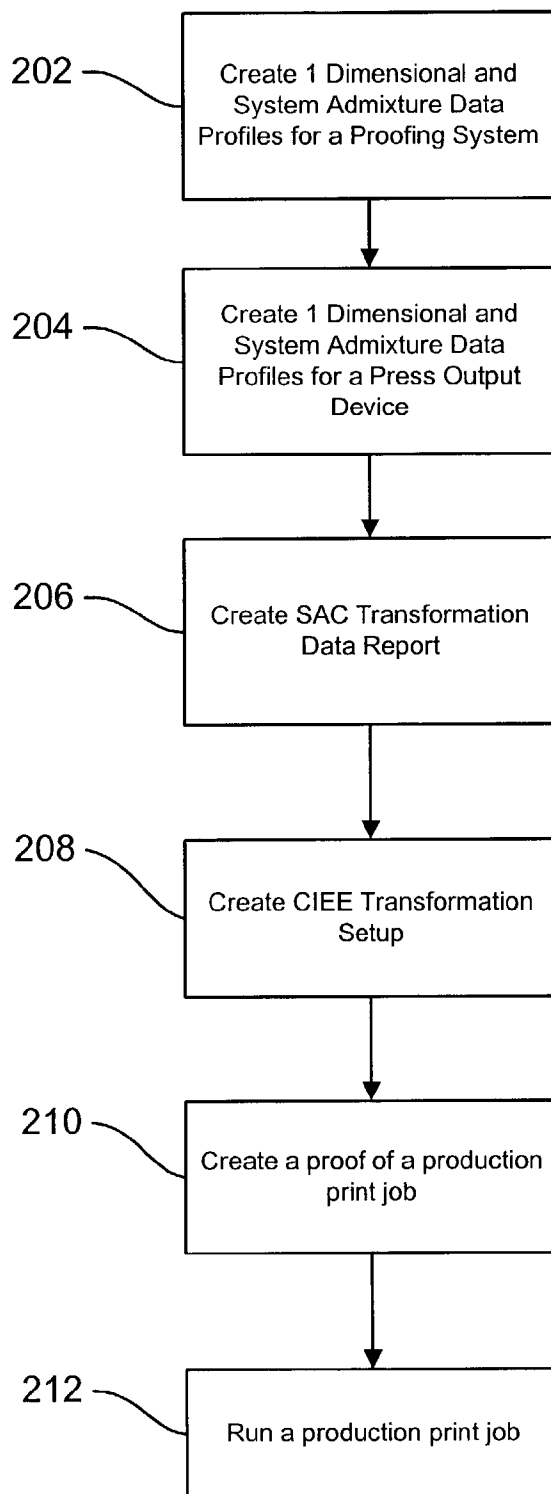 202
Create 1 Dimensional and
System Admixture Data
Profiles for a Proofing System
204
Create 1 Dimensional and
System Admixture Data
Profiles for a Press Output
Device
206
Create SAC Transformation
Data Report
208
Create CIEE Transformation
Setup
210
Create a proof of a production
print job
212
Run a production print job